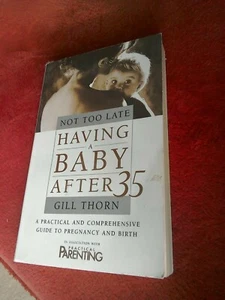 NOT TOO LATE
HAVING
A
BABY
AFTER 35
GILL THORN
A PRACTICAL AND COMPREHENSIVE
GUIDE TO PREGNANCY AND BIRTH
IN ASSOCIATION WITH
PRACTICAL
PARENTING